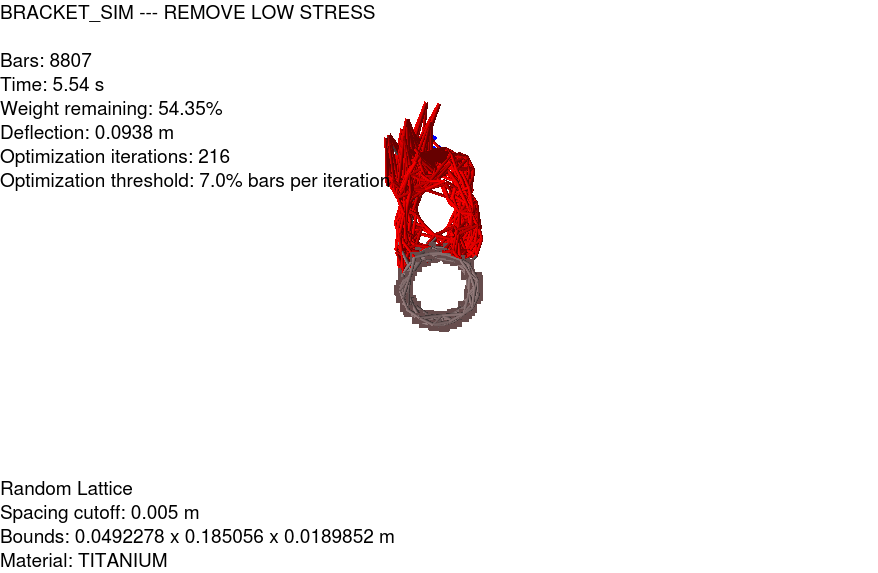 BRACKET_SIM --- REMOVE LOW STRESS
Bars: 8807
Time: 5.54 s
Weight remaining: 54.35%
Deflection: 0.0938 m
Optimization iterations: 216
Optimization threshold: 7.0% bars per iteration
Random Lattice
Spacing cutoff: 0.005 m
Bounds: 0.0492278 x 0.185056 x 0.0189852 m
Material: TITANIUM